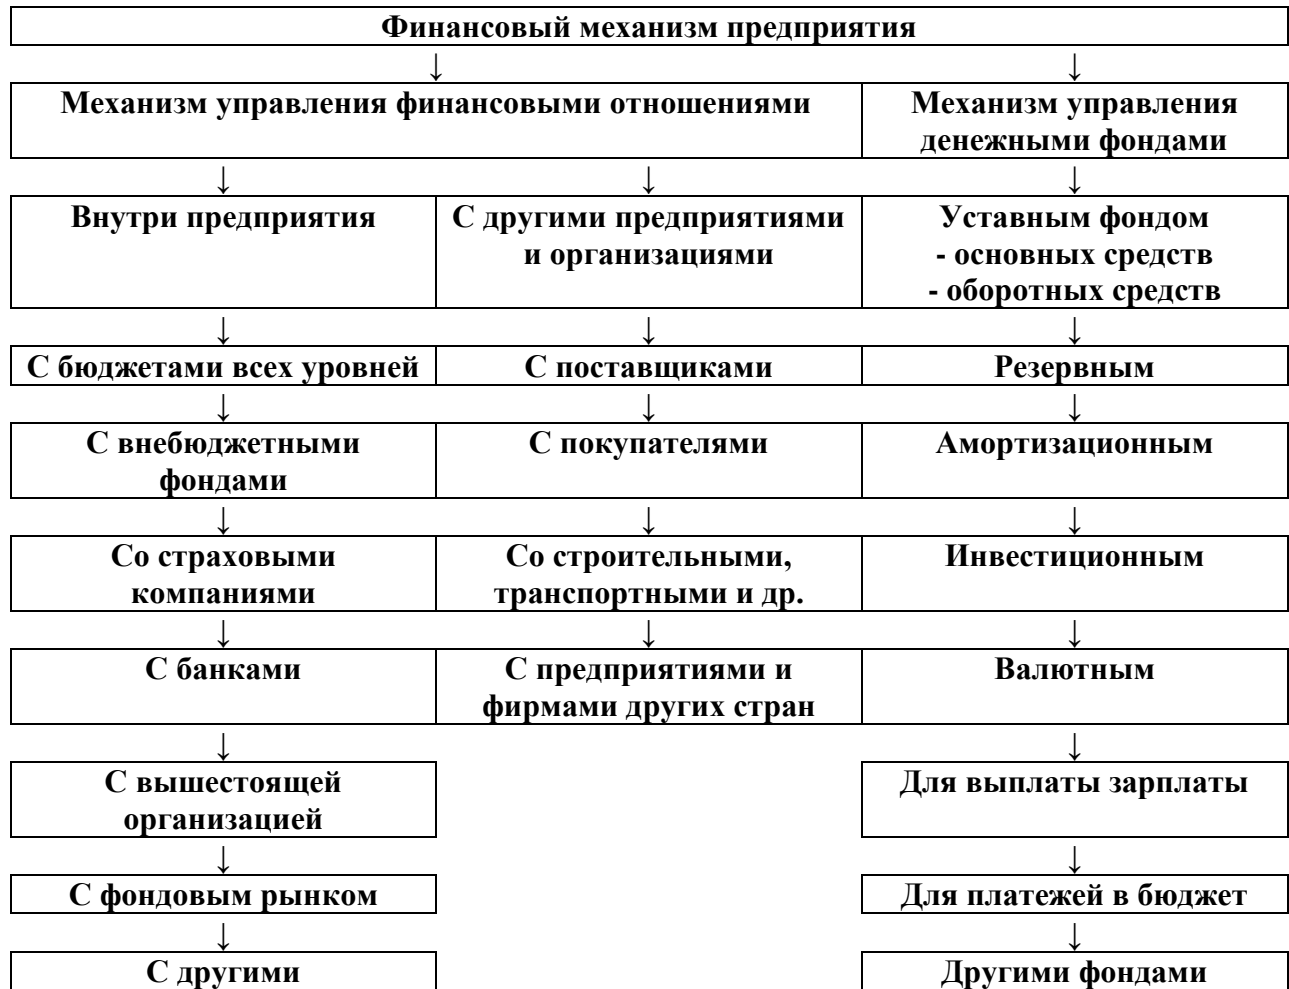 Финансовый механизм предприятия
↓ ↓
Механизм управления финансовыми отношениями
Механизм управления
денежными фондами
↓ ↓ ↓
Внутри предприятия
С другими предприятиями
и организациями
Уставным фондом
- основных средств
- оборотных средств
↓ ↓ ↓
С бюджетами всех уровней
С поставщиками
Резервным
↓ ↓ ↓
С внебюджетными
фондами
С покупателями
Амортизационным
↓ ↓ ↓
Со страховыми
компаниями
Со строительными,
транспортными и др.
Инвестиционным
↓ ↓ ↓
С банками
С предприятиями и
фирмами других стран
Валютным
↓ ↓
С вышестоящей
организацией
Для выплаты зарплаты
↓ ↓
С фондовым рынком
Для платежей в бюджет
↓ ↓
С другими
Другими фондами